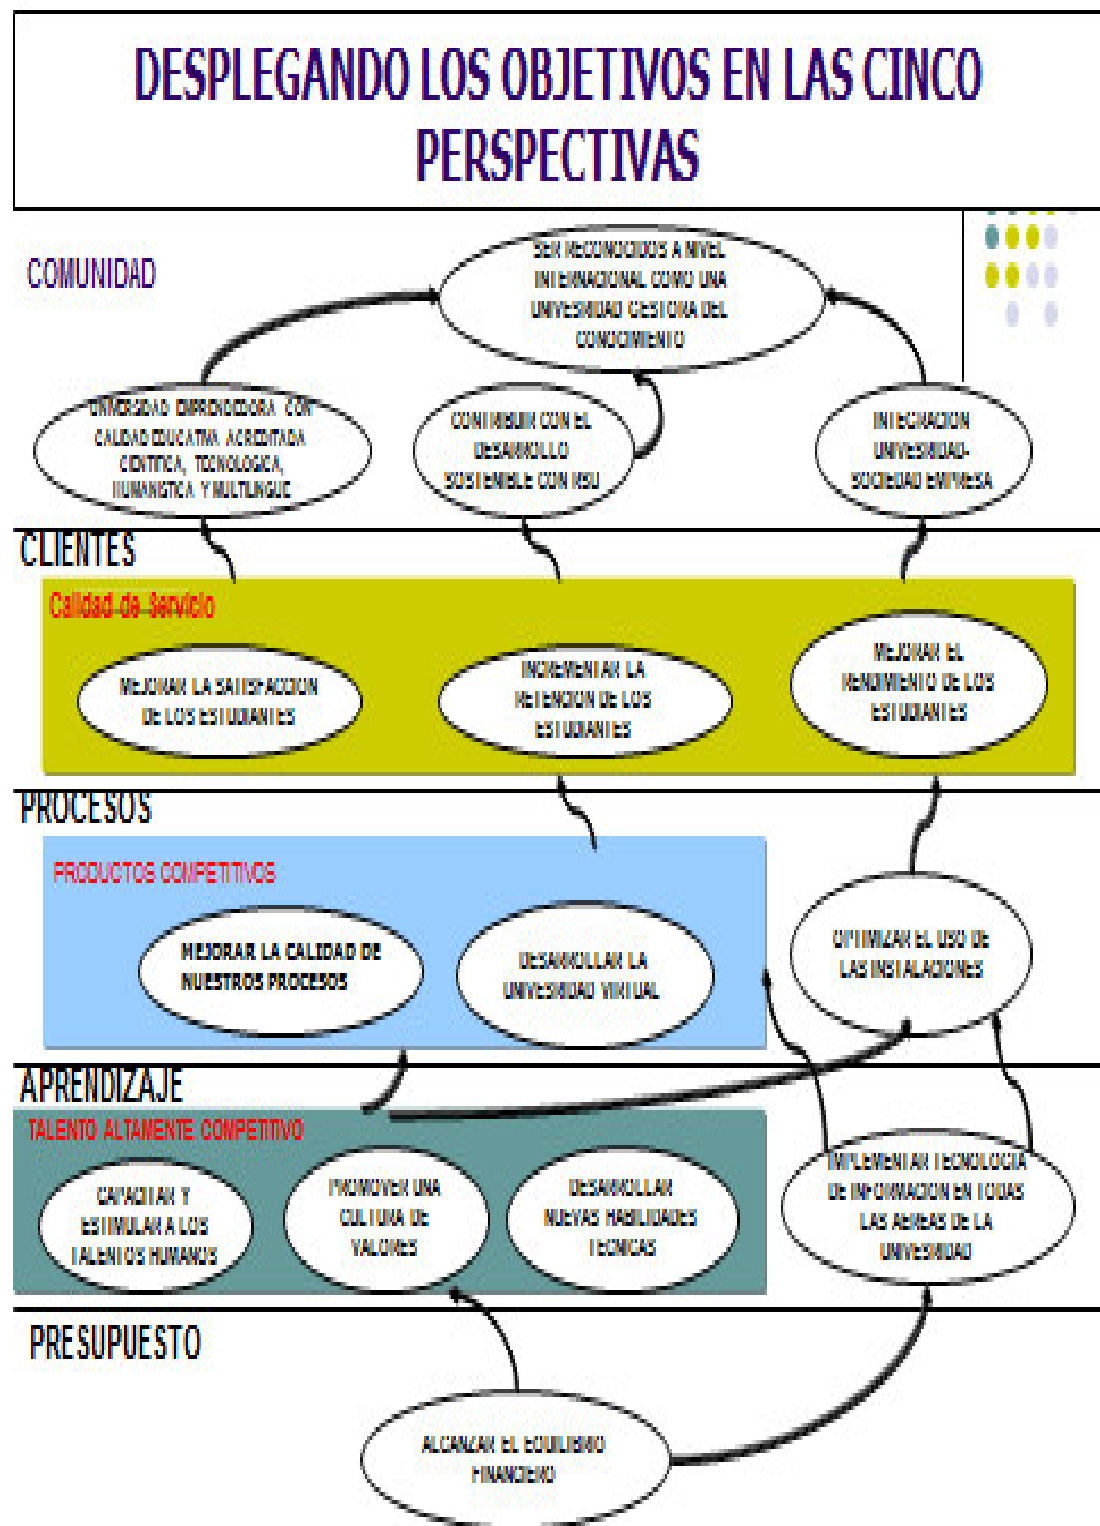 DESPLEGANDO LOS OBJETIVOS EN LAS CINCO
PERSPECTIVAS
COMUNIDAD
SER RECONOCIDOS A NIVEL
INTERNACIONAL COMO UNA
UNIVESRIDAD GESTORA DEL
CONOCIMIENTO
UNIVERSIDAD EMPRENDEDORA CON
CALIDAD EDUCATIVA ACREDITADA
CIENTIFICA, TECNOLOGICA,
HUMANISTICA Y MULTILINGUE
CONTRIBUIR CON EL
DESARROLLO
SOSTENIBLE CON RSU
INTEGRACION
UNIVESRIDAD-
SOCIEDAD EMPRESA
CLIENTES
Calidad de Servicio
MEJORAR LA SATISFACCION
DE LOS ESTUDIANTES
INCREMENTAR LA
RETENCION DE LOS
ESTUDIANTES
MEJORAR EL
RENDIMIENTO DE LOS
ESTUDIANTES
PROCESOS
PRODUCTOS COMPETITIVOS
MEJORAR LA CALIDAD DE
NUESTROS PROCESOS
DESARROLLAR LA
UNIVESRIDAD VIRTUAL
OPTIMIZAR EL USO DE
LAS INSTALACIONES
APRENDIZAJE
TALENTO ALTAMENTE COMPETITIVO
CAPACITAR Y
ESTIMULAR A LOS
TALENTOS HUMANOS
PROMOVER UNA
CULTURA DE
VALORES
DESARROLLAR
NUEVAS HABILIDADES
TECNICAS
IMPLEMENTAR TECNOLOGIA
DE INFORMACION EN TODAS
LAS AEREAS DE LA
UNIVESRIDAD
PRESUPUESTO
ALCANZAR EL EQUILIBRIO
FINANCIERO